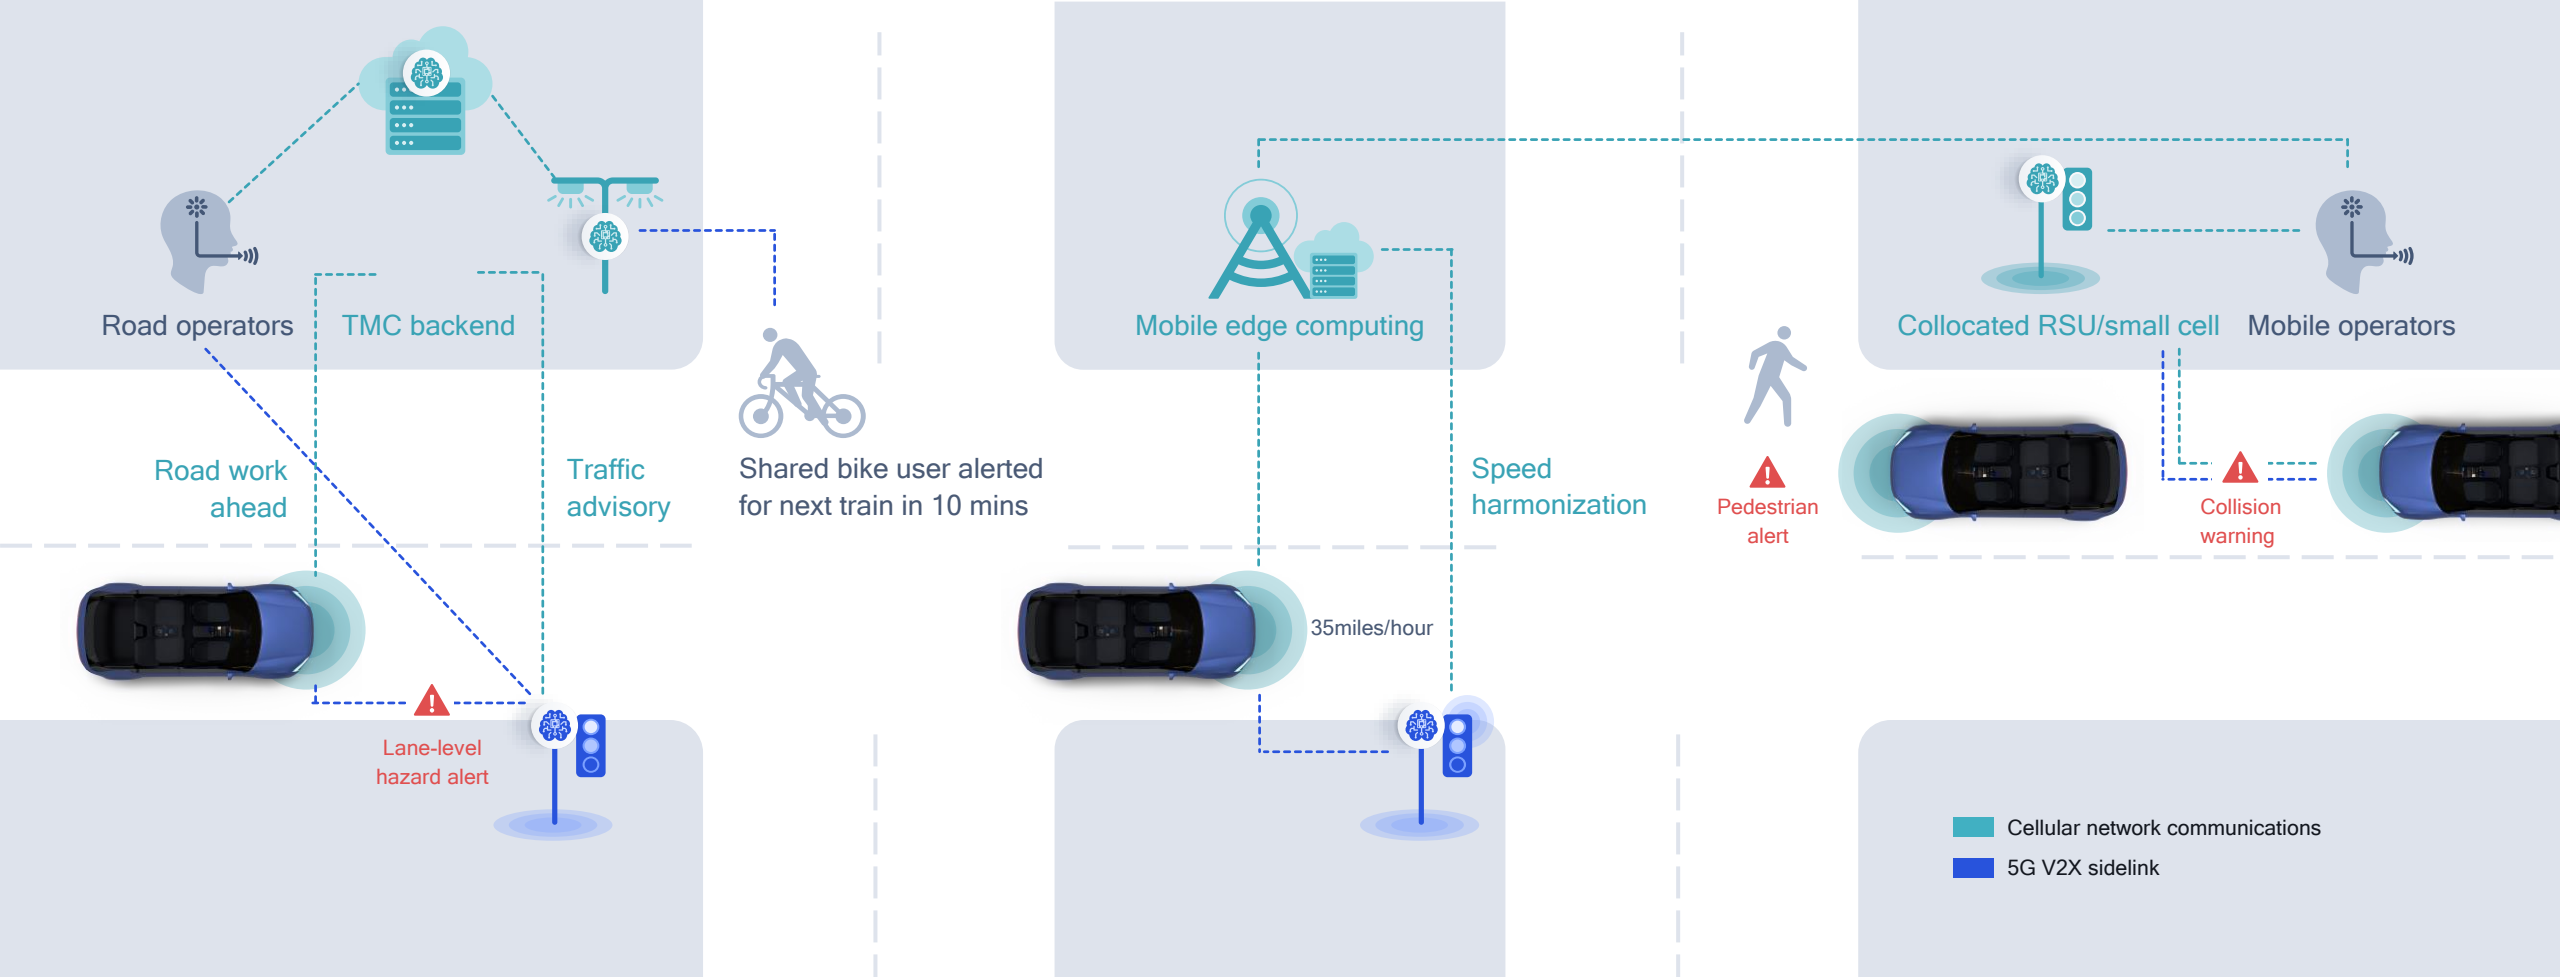 Road operators
TMC backend
Mobile edge computing
Collocated RSU/small cell
Mobile operators
Road work
ahead
Traffic
advisory
Shared bike user alerted
for next train in 10 mins
Speed
harmonization
Pedestrian
alert
Collision
warning
35miles/hour
Lane-level
hazard alert
Cellular network communications
5G V2X sidelink